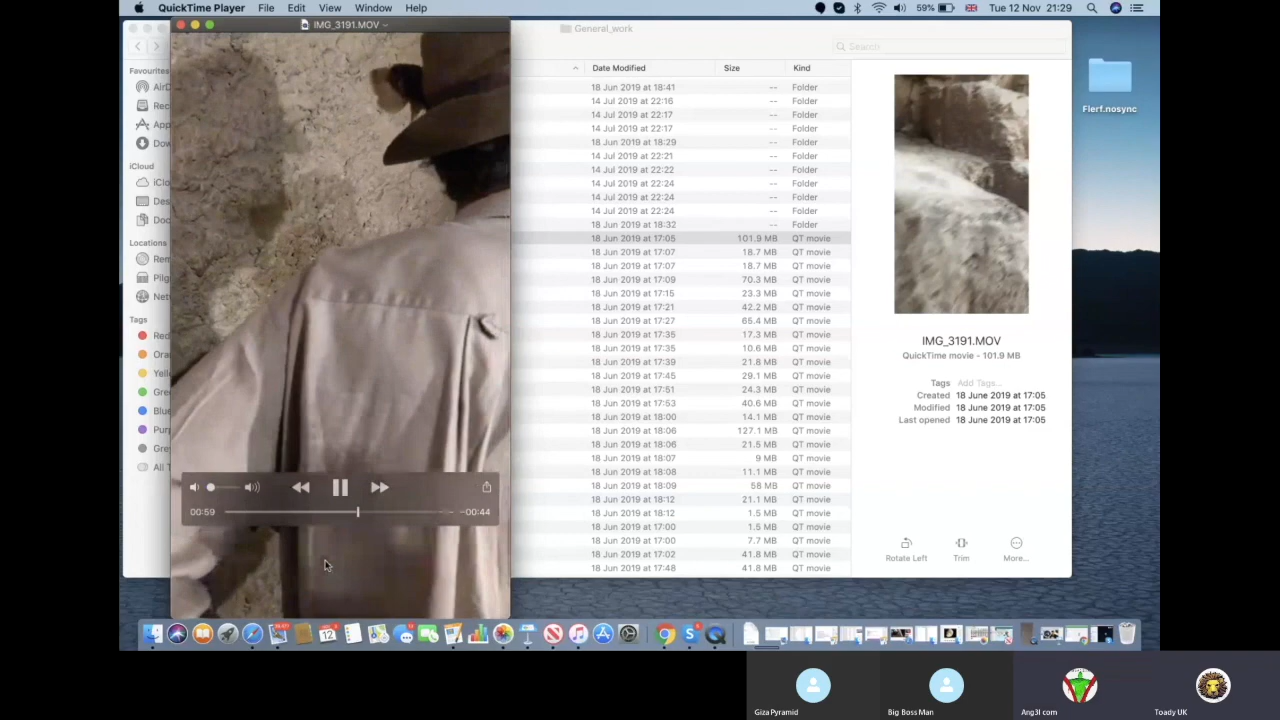 QuickTime Player File Edit View Window Help 59% Tue 12 Nov 21:29
IMG_3191.MOV
General_work
Search
Date Modified Size Kind
Favourites
iCloud
Locations
Tags
18 Jun 2019 at 18:41 -- Folder
14 Jul 2019 at 22:16 -- Folder
14 Jul 2019 at 22:17 -- Folder
14 Jul 2019 at 22:17 -- Folder
18 Jun 2019 at 18:29 -- Folder
14 Jul 2019 at 22:21 -- Folder
14 Jul 2019 at 22:22 -- Folder
14 Jul 2019 at 22:24 -- Folder
14 Jul 2019 at 22:24 -- Folder
14 Jul 2019 at 22:24 -- Folder
18 Jun 2019 at 18:32 -- Folder
18 Jun 2019 at 17:05 101.9 MB QT movie
18 Jun 2019 at 17:07 18.7 MB QT movie
18 Jun 2019 at 17:07 18.7 MB QT movie
18 Jun 2019 at 17:09 70.3 MB QT movie
18 Jun 2019 at 17:15 23.3 MB QT movie
18 Jun 2019 at 17:21 42.2 MB QT movie
18 Jun 2019 at 17:27 65.4 MB QT movie
18 Jun 2019 at 17:35 17.3 MB QT movie
18 Jun 2019 at 17:35 10.6 MB QT movie
18 Jun 2019 at 17:39 21.8 MB QT movie
18 Jun 2019 at 17:45 29.1 MB QT movie
18 Jun 2019 at 17:51 24.3 MB QT movie
18 Jun 2019 at 17:53 40.6 MB QT movie
18 Jun 2019 at 18:00 14.1 MB QT movie
18 Jun 2019 at 18:06 127.1 MB QT movie
18 Jun 2019 at 18:06 21.5 MB QT movie
18 Jun 2019 at 18:07 9 MB QT movie
18 Jun 2019 at 18:08 11.1 MB QT movie
18 Jun 2019 at 18:09 58 MB QT movie
18 Jun 2019 at 18:12 21.1 MB QT movie
18 Jun 2019 at 18:12 1.5 MB QT movie
18 Jun 2019 at 17:00 1.5 MB QT movie
18 Jun 2019 at 17:00 7.7 MB QT movie
18 Jun 2019 at 17:02 41.8 MB QT movie
18 Jun 2019 at 17:48 41.8 MB QT movie
00:59 -00:44
IMG_3191.MOV
QuickTime movie - 101.9 MB
Tags Add Tags...
Created 18 June 2019 at 17:05
Modified 18 June 2019 at 17:05
Last opened 18 June 2019 at 17:05
Rotate Left Trim More...
Flerf.nosync
Giza Pyramid Big Boss Man Ang3l com Toady UK